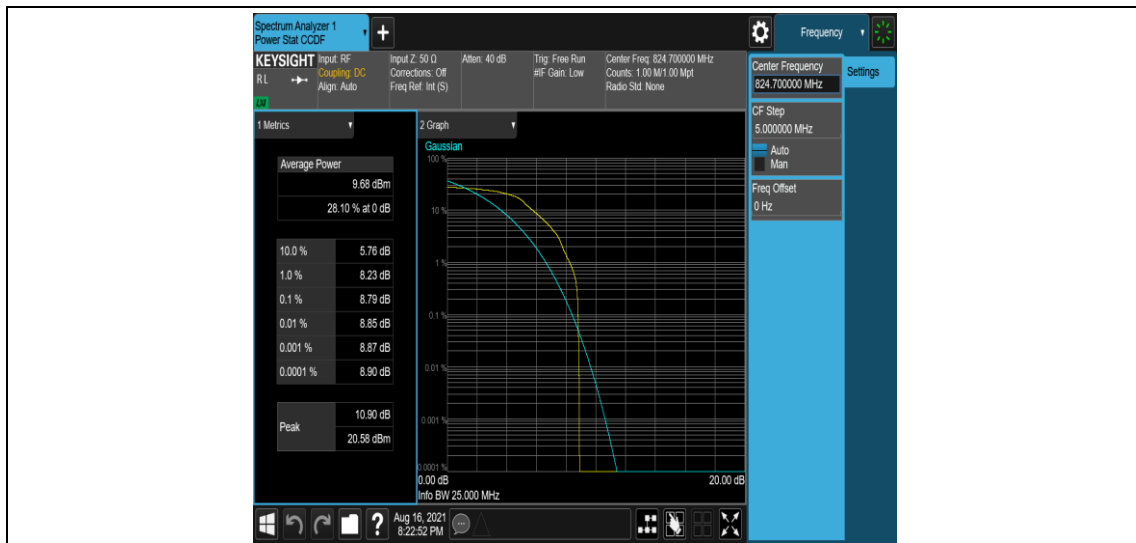 Spectrum Analyzer 1
Power Stat CCDF
+
Frequency
KEYSIGHT
RL
LXI
Input: RF
Coupling: DC
Align: Auto
Input Z: 50 Ω
Corrections: Off
Freq Ref: Int (S)
Atten: 40 dB
Trig: Free Run
#IF Gain: Low
Center Freq: 824.700000 MHz
Counts: 1.00 M/1.00 Mpt
Radio Std: None
Center Frequency
824.700000 MHz
Settings
CF Step
5.000000 MHz
Auto
Man
Freq Offset
0 Hz
1 Metrics
Average Power
9.68 dBm
28.10 % at 0 dB
10.0 % 5.76 dB
1.0 % 8.23 dB
0.1 % 8.79 dB
0.01 % 8.85 dB
0.001 % 8.87 dB
0.0001 % 8.90 dB
Peak
10.90 dB
20.58 dBm
2 Graph
Gaussian
100 %
10 %
1 %
0.1 %
0.01 %
0.001 %
0.0001 %
0.00 dB 20.00 dB
Info BW 25.000 MHz
?
Aug 16, 2021
8:22:52 PM